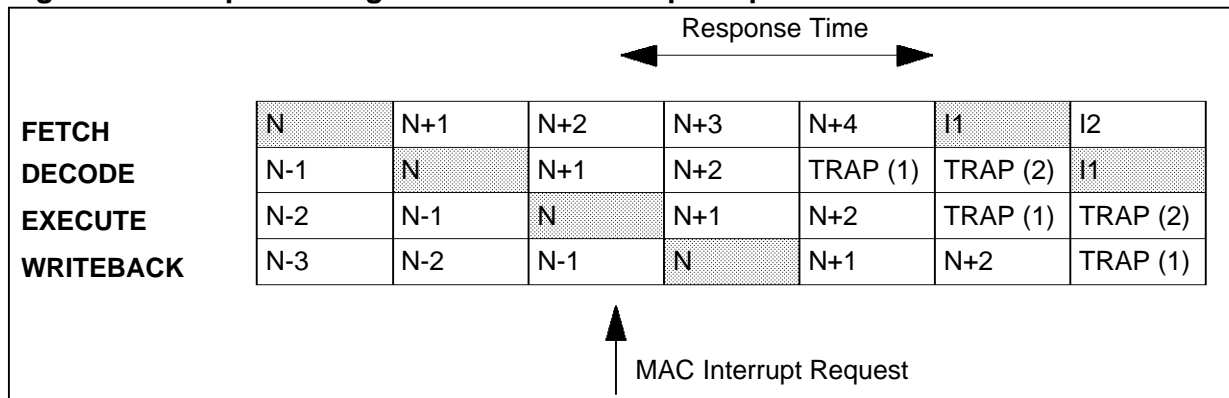 Response Time
FETCH N N+1 N+2 N+3 N+4 I1 I2
DECODE N-1 N N+1 N+2 TRAP (1) TRAP (2) I1
EXECUTE N-2 N-1 N N+1 N+2 TRAP (1) TRAP (2)
WRITEBACK N-3 N-2 N-1 N N+1 N+2 TRAP (1)
MAC Interrupt Request